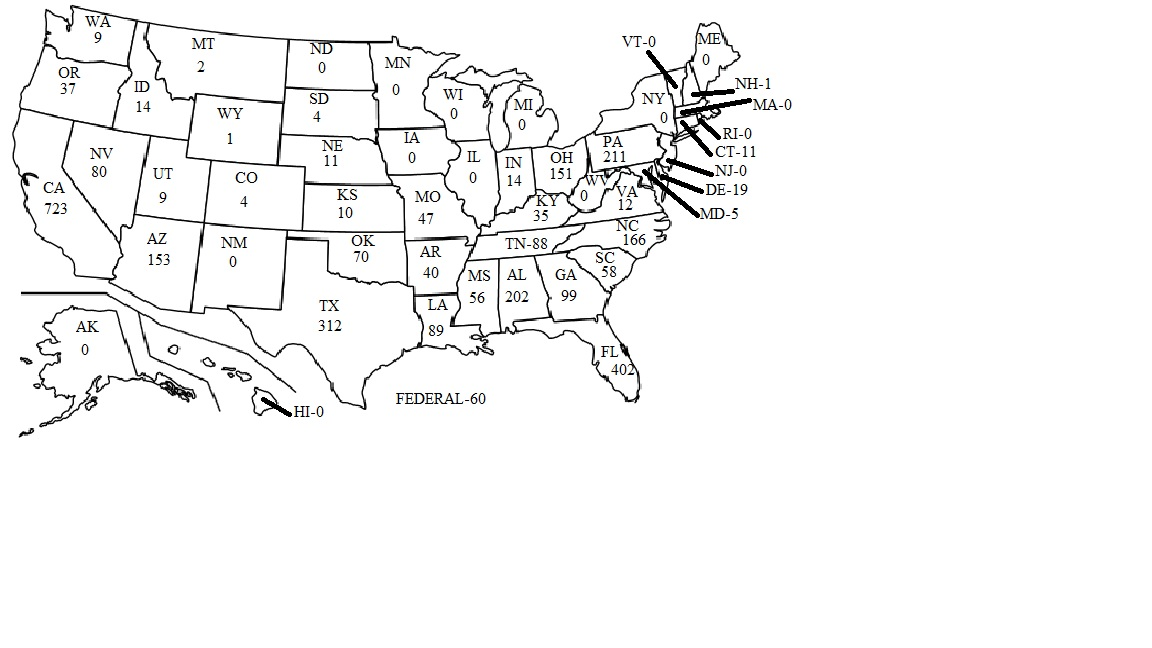 WA
9
MT
2
ND
0
MN
0
VT-0
ME
0
OR
37
ID
14
WY
1
SD
4
WI
0
MI
0
NY
0
NH-1
MA-0
RI-0
CT-11
NJ-0
DE-19
MD-5
NV
80
UT
9
CO
4
NE
11
IA
0
IL
0
IN
14
OH
151
PA
211
WV
0
VA
12
CA
723
KS
10
MO
47
KY
35
AZ
153
NM
0
OK
70
AR
40
TN-88
NC
166
SC
58
MS
56
AL
202
GA
99
TX
312
LA
89
FL
402
AK
0
HI-0
FEDERAL-60